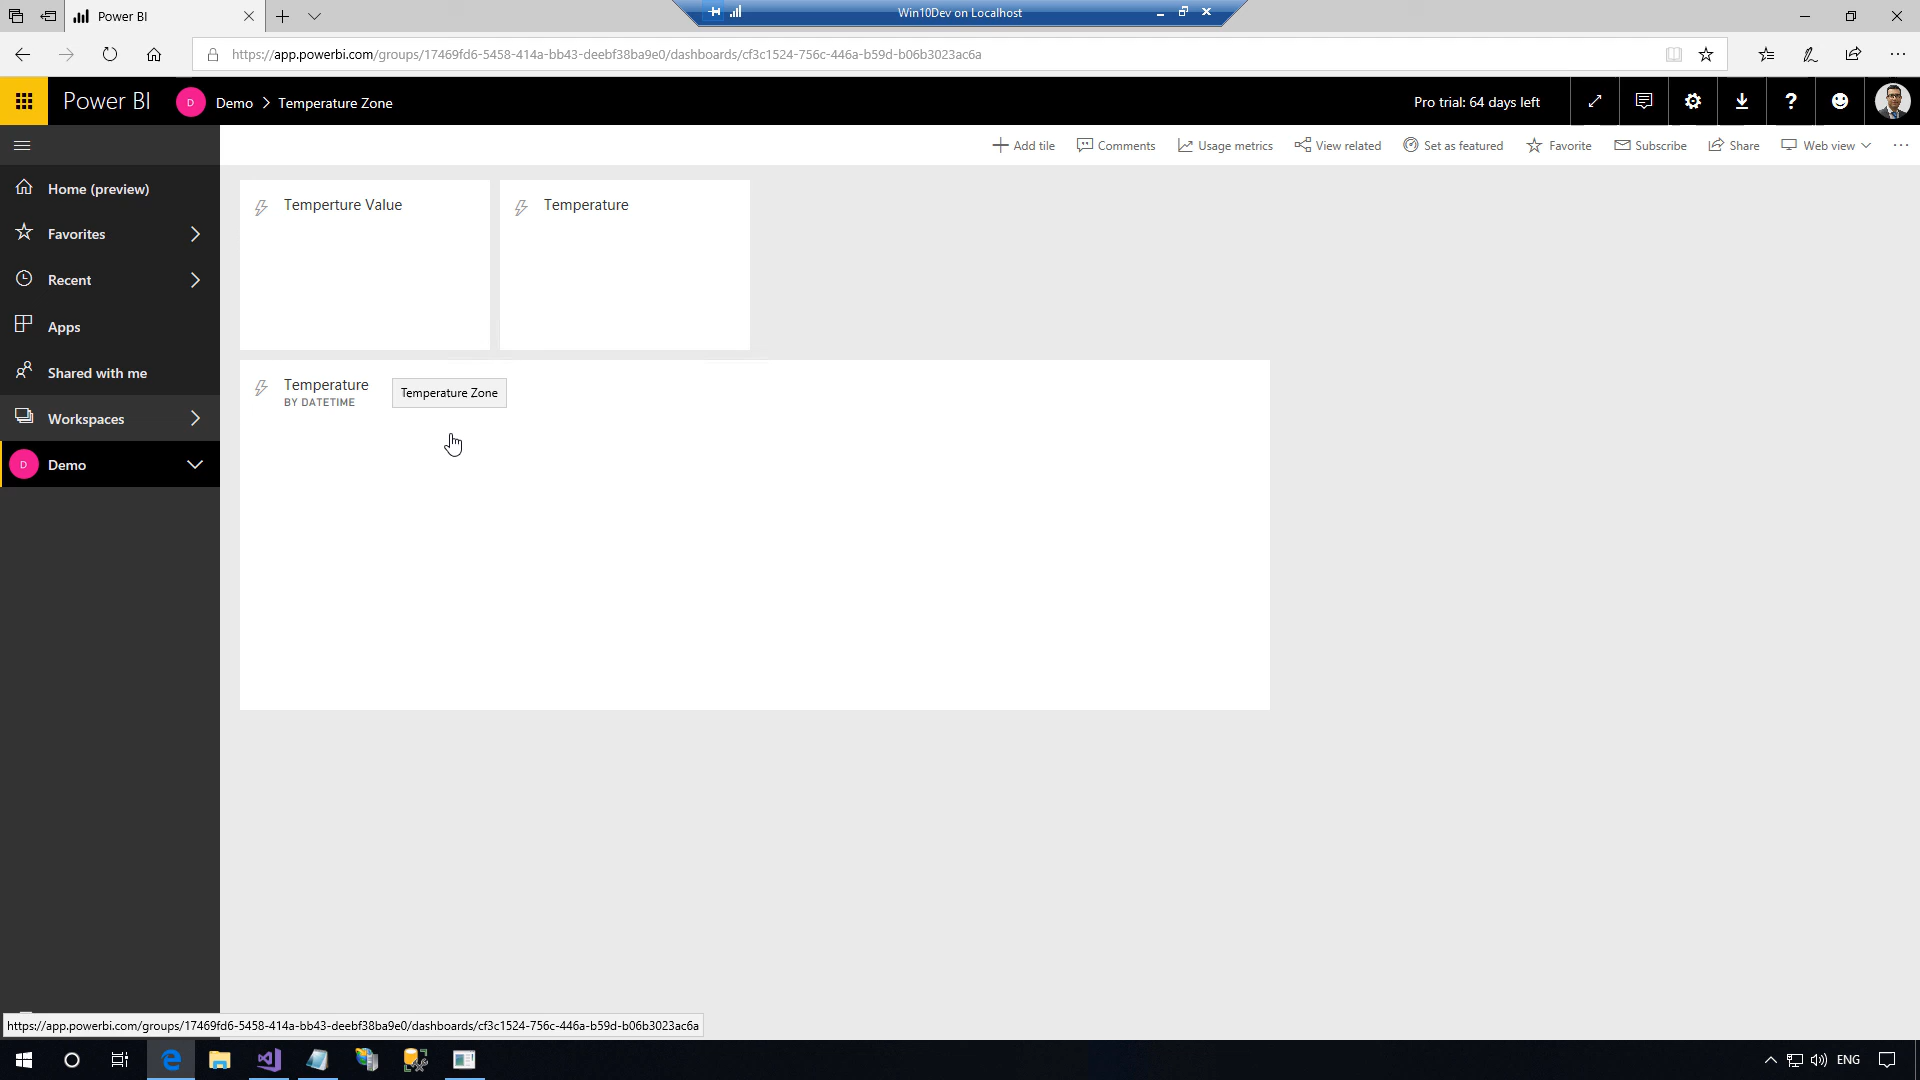 Power BI
Win10Dev on Localhost
https://app.powerbi.com/groups/17469fd6-5458-414a-bb43-deebf38ba9e0/dashboards/cf3c1524-756c-446a-b59d-b06b3023ac6a
Power BI
D
Demo
Temperature Zone
Pro trial: 64 days left
?
Add tile
Comments
Usage metrics
View related
Set as featured
Favorite
Subscribe
Share
Web view
Home (preview)
Favorites
Recent
Apps
Shared with me
Workspaces
D
Demo
Temperture Value
Temperature
Temperature
BY DATETIME
Temperature Zone
https://app.powerbi.com/groups/17469fd6-5458-414a-bb43-deebf38ba9e0/dashboards/cf3c1524-756c-446a-b59d-b06b3023ac6a
ENG